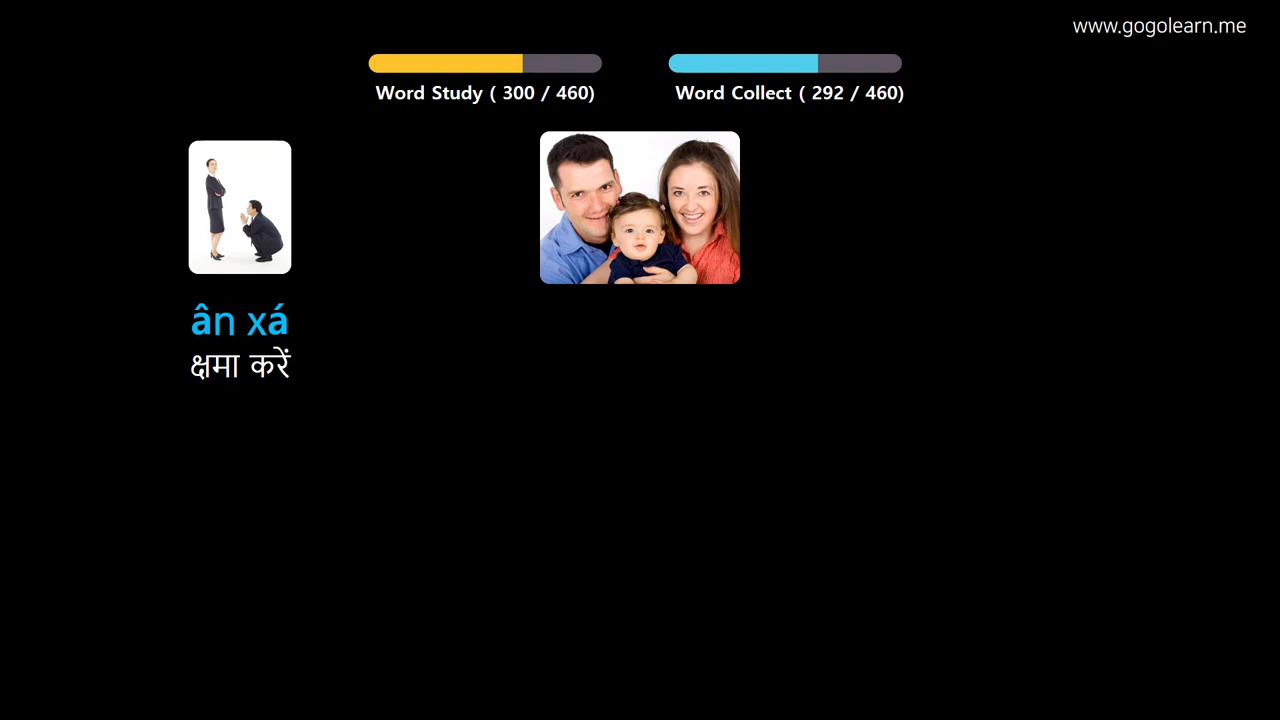 www.gogolearn.me
Word Study ( 300 / 460)
Word Collect ( 292 / 460)
ân xá
क्षमा करें